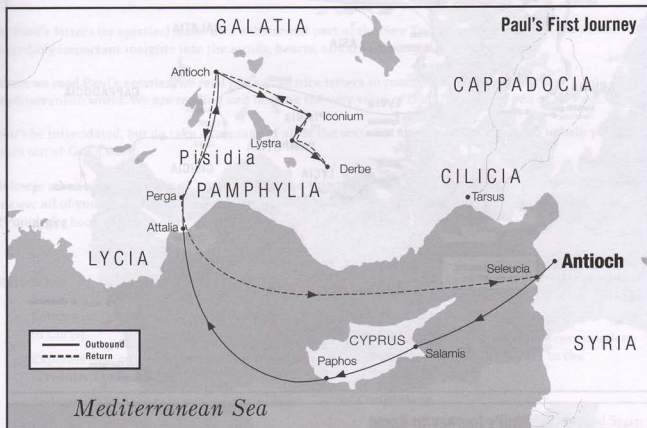 Paul's First Journey
GALATIA
CAPPADOCIA
Antioch
Iconium
Lystra
Derbe
Pisidia
PAMPHYLIA
CILICIA
Tarsus
Perga
Attalia
LYCIA
Seleucia
Antioch
CYPRUS
Salamis
Paphos
SYRIA
Outbound
Return
Mediterranean Sea